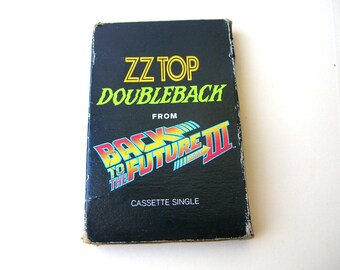 ZZ TOP
DOUBLEBACK
FROM
BACK
TO THE
FUTURE III
CASSETTE SINGLE